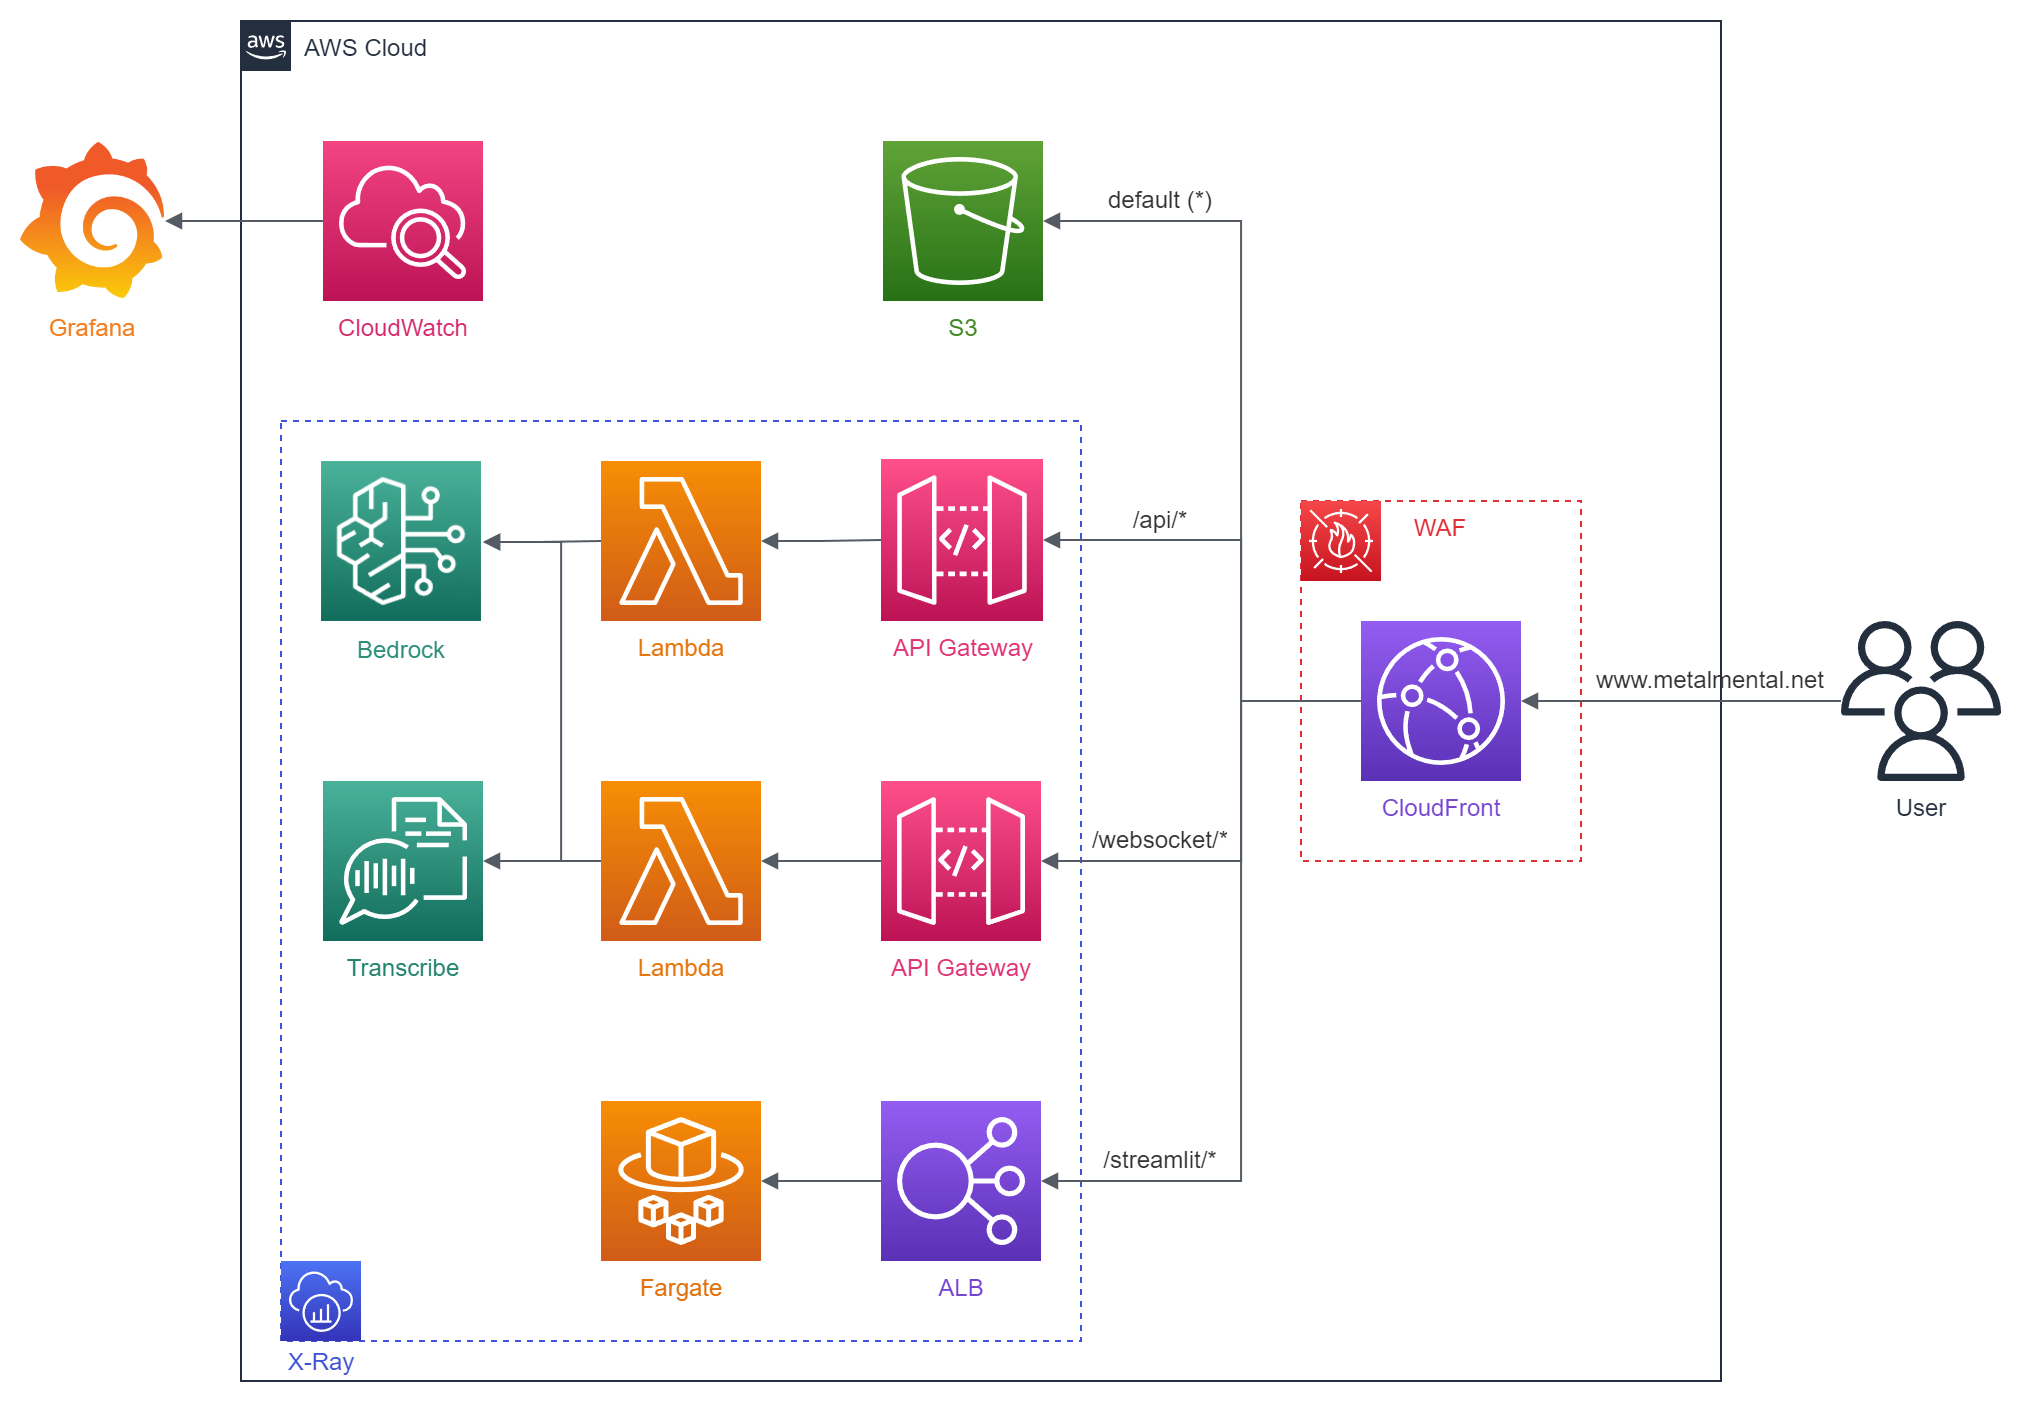 aws
AWS Cloud
default (*)
Grafana
CloudWatch
S3
/api/*
WAF
Bedrock
Lambda
API Gateway
www.metalmental.net
CloudFront
User
/websocket/*
Transcribe
Lambda
API Gateway
/streamlit/*
Fargate
ALB
X-Ray